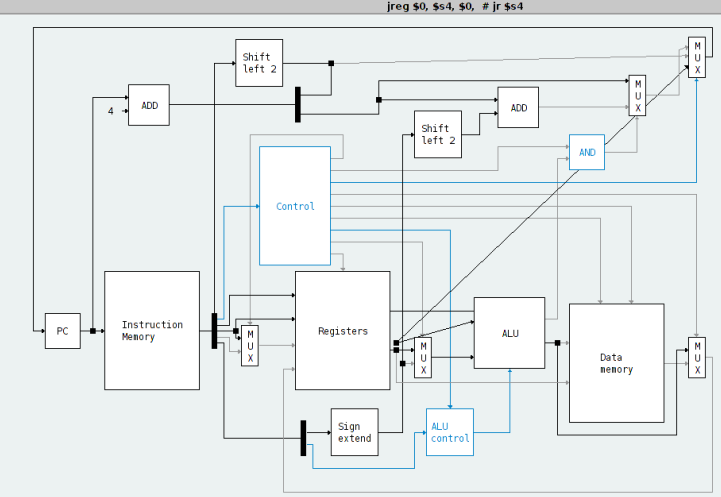 jreg $0, $s4, $0, # jr $s4
Shift
left 2
M
U
X
ADD
4
M
U
X
ADD
Shift
left 2
AND
Control
PC
Instruction
Memory
M
U
X
Registers
M
U
X
ALU
Data
memory
M
U
X
Sign
extend
ALU
control